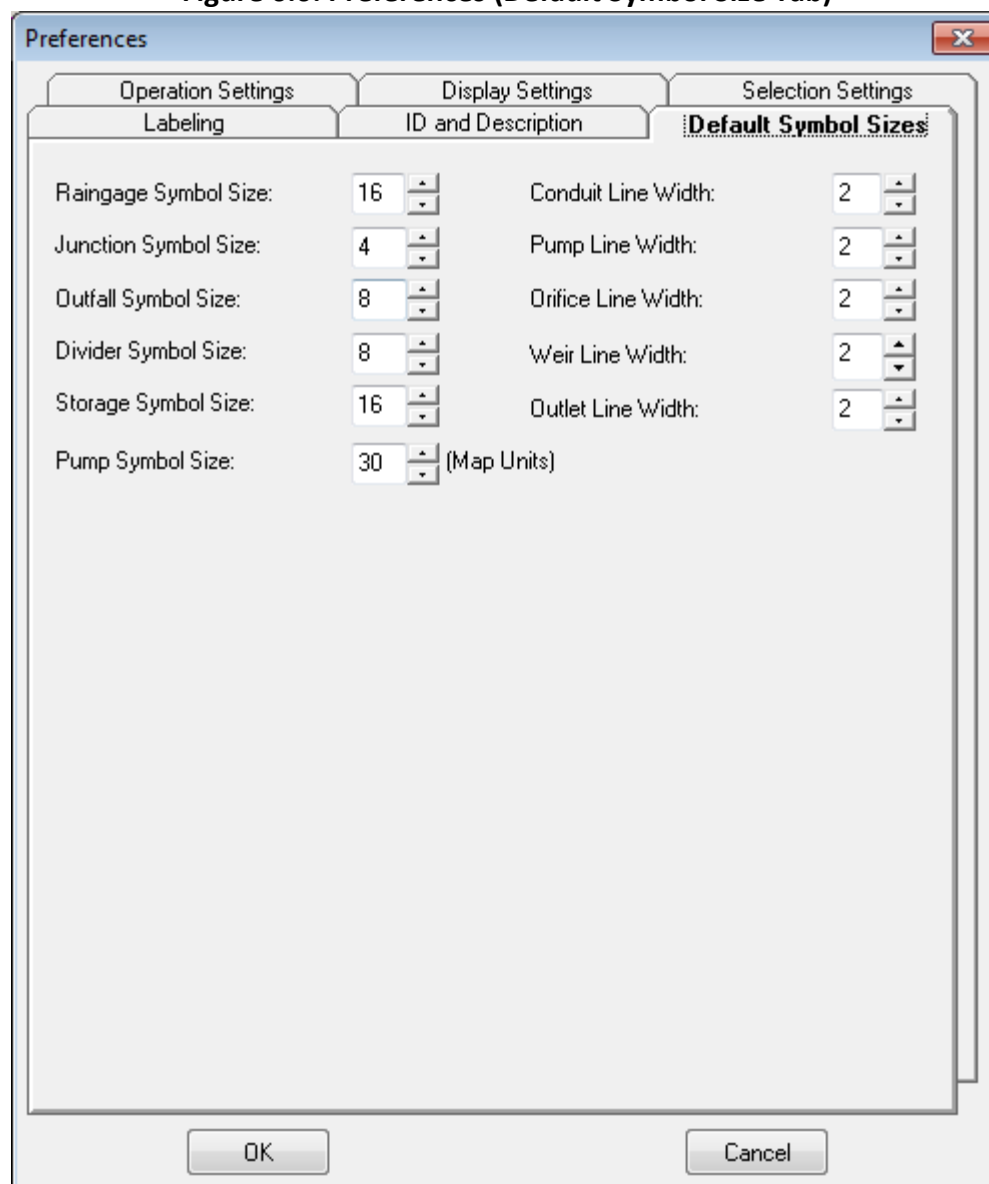 Preferences
Operation Settings
Display Settings
Selection Settings
Labeling
ID and Description
Default Symbol Sizes
Raingage Symbol Size: 16
Conduit Line Width: 2
Junction Symbol Size: 4
Pump Line Width: 2
Outfall Symbol Size: 8
Orifice Line Width: 2
Divider Symbol Size: 8
Weir Line Width: 2
Storage Symbol Size: 16
Outlet Line Width: 2
Pump Symbol Size: 30 (Map Units)
OK
Cancel